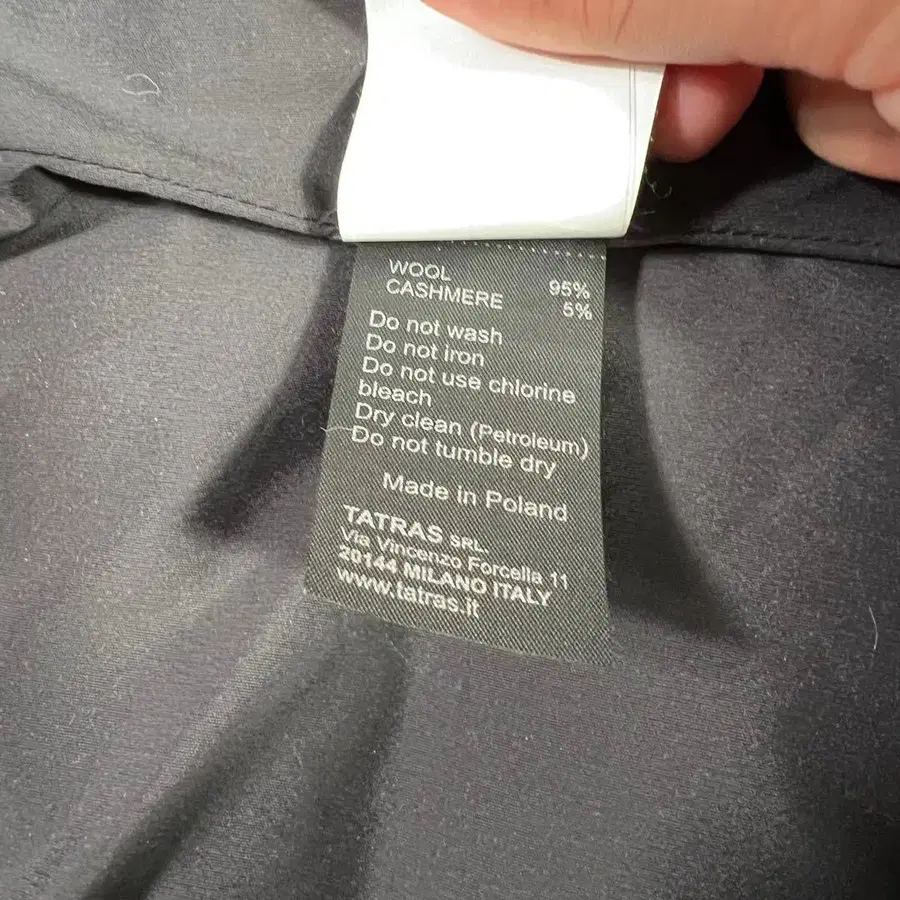 WOOL 95%
CASHMERE 5%
Do not wash
Do not iron
Do not use chlorine
bleach
Dry clean (Petroleum)
Do not tumble dry
Made in Poland
TATRAS SRL.
Via Vincenzo Forcella 11
20144 MILANO ITALY
www.tatras.it